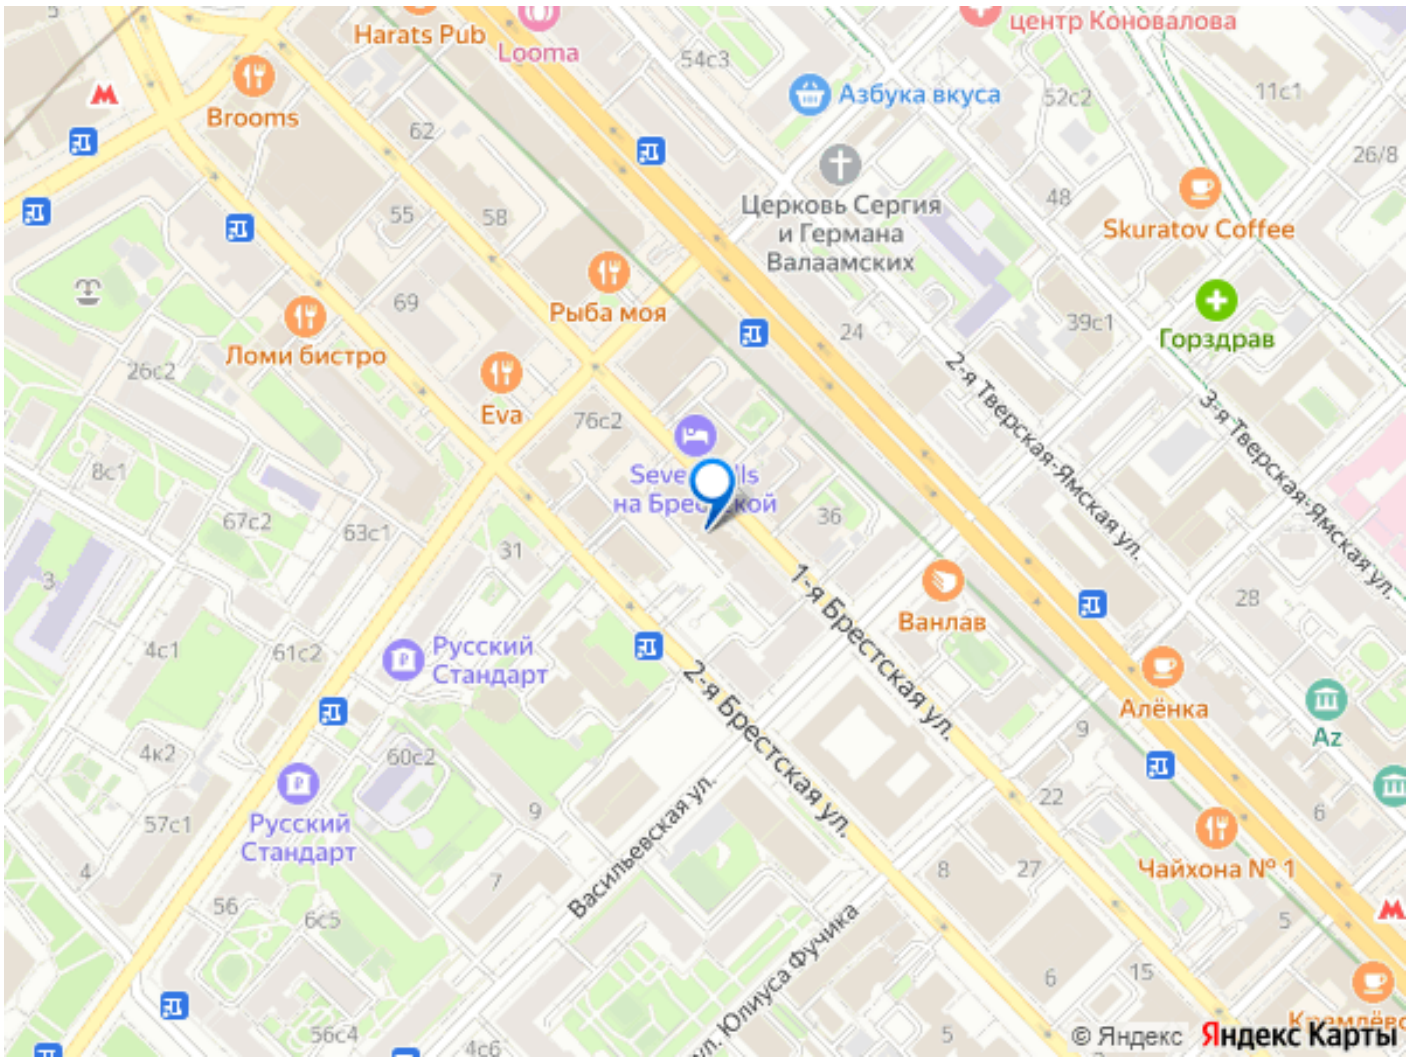 центр Коновалова
Harats Pub
Looma
54с3
11с1
Азбука вкуса
52с2
Brooms
62
26/8
48
Церковь Сергия
и Германа
Валаамских
Skuratov Coffee
55
58
69
Рыба моя
24
39с1
Горздрав
Ломи бистро
26с2
Eva
76с2
2-я Тверская-Ямская ул.
3-я Тверская-Ямская ул.
на Бре
ской
8с1
67с2
63с1
36
31
3
1-я Брестская ул.
Ванлав
28
4с1
61с2
Русский
Стандарт
2-я Брестская ул.
Алёнка
9
Az
4к2
60с2
22
6
57с1
Русский
Стандарт
9
Васильевская ул.
Чайхона № 1
4
7
8
27
56
6с5
5
ул. Юлиуса Фучика
6
15
56с4
4с6
5
© Яндекс
Яндекс Карты